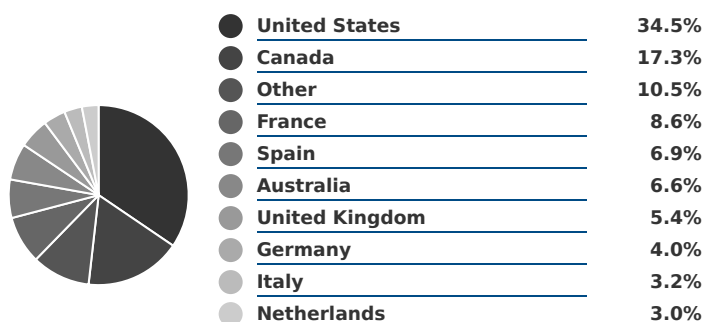 United States 34.5%
Canada 17.3%
Other 10.5%
France 8.6%
Spain 6.9%
Australia 6.6%
United Kingdom 5.4%
Germany 4.0%
Italy 3.2%
Netherlands 3.0%